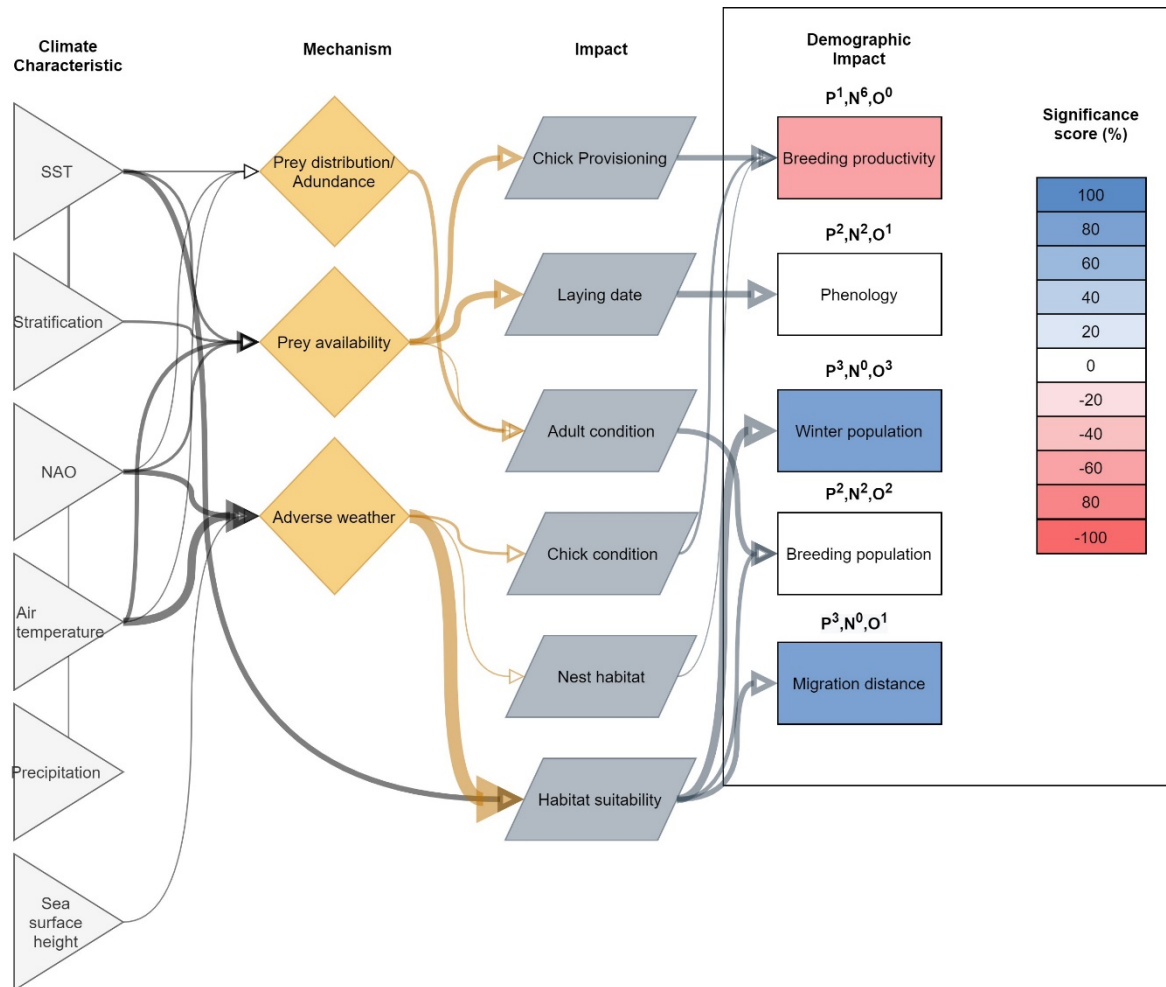 Climate
Characteristic
Mechanism
Impact
Demographic
Impact
Significance
score (%)
SST
Stratification
NAO
Air
temperature
Precipitation
Sea
surface
height
Prey distribution/
Adundance
Prey availability
Adverse weather
Chick Provisioning
Laying date
Adult condition
Chick condition
Nest habitat
Habitat suitability
P¹,N⁶,O⁰
Breeding productivity
P²,N²,O¹
Phenology
P³,N⁰,O³
Winter population
P²,N²,O²
Breeding population
P³,N⁰,O¹
Migration distance
100
80
60
40
20
0
-20
-40
-60
80
-100